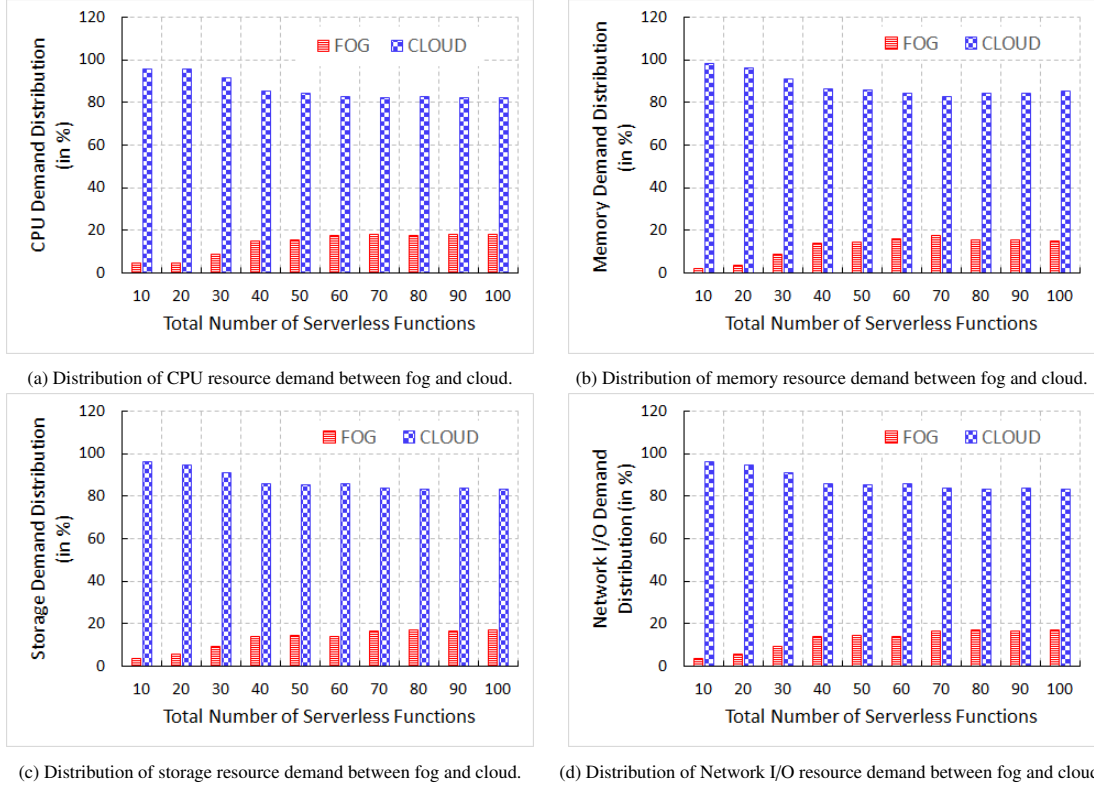 120
100
80
60
40
20
0
CPU Demand Distribution
(in %)
FOG CLOUD
10 20 30 40 50 60 70 80 90 100
Total Number of Serverless Functions
(a) Distribution of CPU resource demand between fog and cloud.
120
100
80
60
40
20
0
Memory Demand Distribution
(in %)
FOG CLOUD
10 20 30 40 50 60 70 80 90 100
Total Number of Serverless Functions
(b) Distribution of memory resource demand between fog and cloud.
120
100
80
60
40
20
0
Storage Demand Distribution
(in %)
FOG CLOUD
10 20 30 40 50 60 70 80 90 100
Total Number of Serverless Functions
(c) Distribution of storage resource demand between fog and cloud.
120
100
80
60
40
20
0
Network I/O Demand
Distribution (in %)
FOG CLOUD
10 20 30 40 50 60 70 80 90 100
Total Number of Serverless Functions
(d) Distribution of Network I/O resource demand between fog and cloud